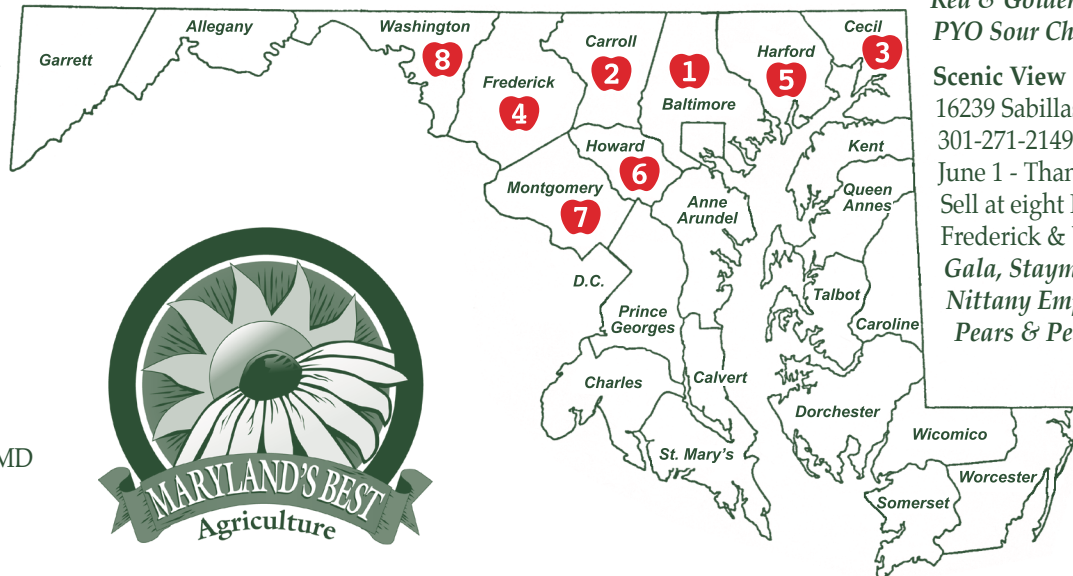 Garrett
Allegany
Washington
8
Frederick
4
Carroll
2
1
Baltimore
Harford
5
Cecil
3
Howard
6
Montgomery
7
Kent
Queen
Annes
Anne
Arundel
D.C.
Prince
Georges
Talbot
Caroline
Charles
Calvert
St. Mary's
Dorchester
Wicomico
Worcester
Somerset
MD
MARYLAND'S BEST
Agriculture
Red & Golden
PYO Sour Ch
Scenic View
16239 Sabillas
301-271-2149
June 1 - Than
Sell at eight
Frederick &
Gala, Staym
Nittany Emp
Pears & Pe